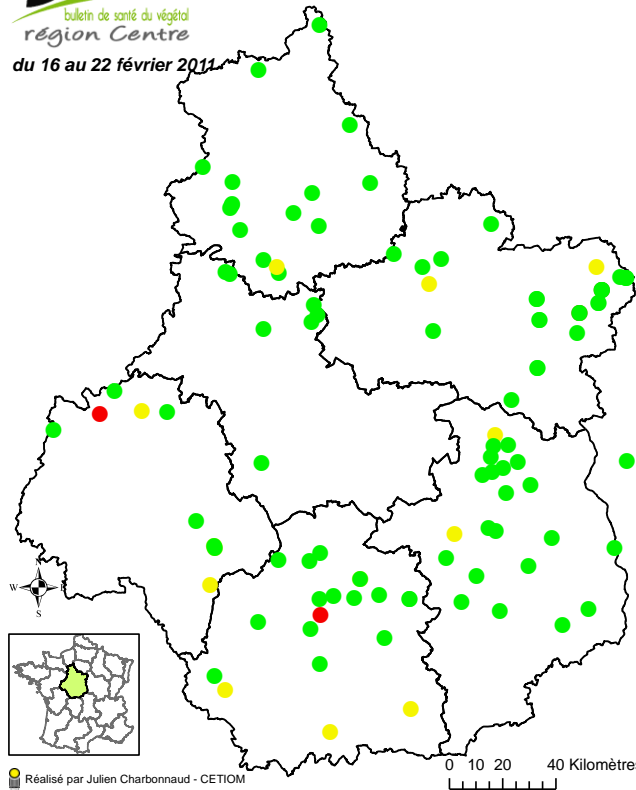 bulletin de santé du végétal
région Centre
du 16 au 22 février 2011
N
W
E
S
0 10 20 40 Kilomètres
Réalisé par Julien Charbonnaud - CETIOM